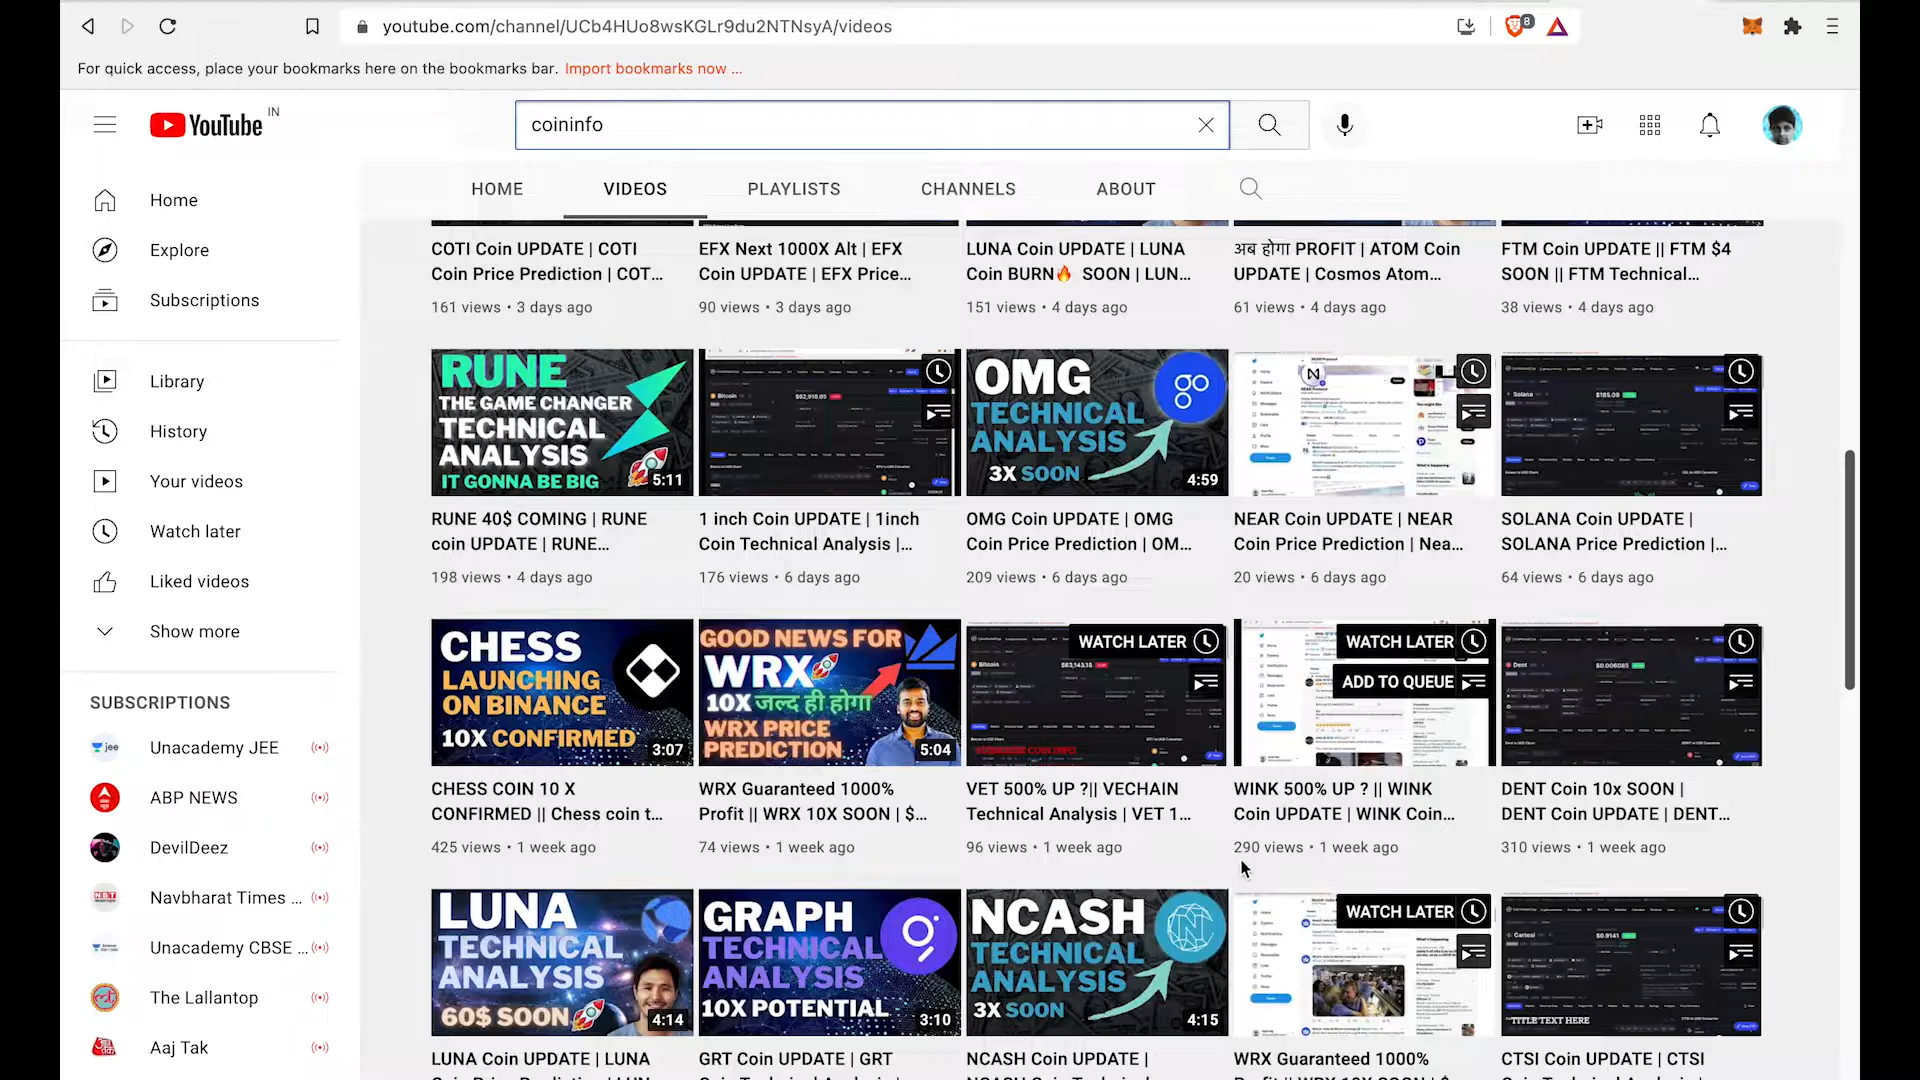 youtube.com/channel/UCb4HUo8wsKGLr9du2NTNsyA/videos
8
For quick access, place your bookmarks here on the bookmarks bar. Import bookmarks now ...
YouTube IN
coininfo
HOME VIDEOS PLAYLISTS CHANNELS ABOUT
Home
Explore
Subscriptions
Library
History
Your videos
Watch later
Liked videos
Show more
SUBSCRIPTIONS
Unacademy JEE
ABP NEWS
DevilDeez
Navbharat Times ...
Unacademy CBSE ...
The Lallantop
Aaj Tak
COTI Coin UPDATE | COTI
Coin Price Prediction | COT...
161 views • 3 days ago
EFX Next 1000X Alt | EFX
Coin UPDATE | EFX Price...
90 views • 3 days ago
LUNA Coin UPDATE | LUNA
Coin BURN🔥 SOON | LUN...
151 views • 4 days ago
अब होगा PROFIT | ATOM Coin
UPDATE | Cosmos Atom...
61 views • 4 days ago
FTM Coin UPDATE || FTM $4
SOON || FTM Technical...
38 views • 4 days ago
RUNE
THE GAME CHANGER
TECHNICAL
ANALYSIS
IT GONNA BE BIG
5:11
RUNE 40$ COMING | RUNE
coin UPDATE | RUNE...
198 views • 4 days ago
Bitcoin
$62,918.05
1 inch Coin UPDATE | 1inch
Coin Technical Analysis |...
176 views • 6 days ago
OMG
TECHNICAL
ANALYSIS
3X SOON
4:59
OMG Coin UPDATE | OMG
Coin Price Prediction | OM...
209 views • 6 days ago
NEAR Coin UPDATE | NEAR
Coin Price Prediction | Nea...
20 views • 6 days ago
Solana
SOLANA Coin UPDATE |
SOLANA Price Prediction |...
64 views • 6 days ago
CHESS
LAUNCHING
ON BINANCE
10X CONFIRMED
3:07
CHESS COIN 10 X
CONFIRMED || Chess coin t...
425 views • 1 week ago
GOOD NEWS FOR
WRX
10X जल्द ही होगा
WRX PRICE
PREDICTION
5:04
WRX Guaranteed 1000%
Profit || WRX 10X SOON | $...
74 views • 1 week ago
WATCH LATER
Bitcoin
VET 500% UP ?|| VECHAIN
Technical Analysis | VET 1...
96 views • 1 week ago
WATCH LATER
ADD TO QUEUE
WINK 500% UP ? || WINK
Coin UPDATE | WINK Coin...
290 views • 1 week ago
Dent
$0.006085
DENT Coin 10x SOON |
DENT Coin UPDATE | DENT...
310 views • 1 week ago
LUNA
TECHNICAL
ANALYSIS
60$ SOON
4:14
LUNA Coin UPDATE | LUNA
GRAPH
TECHNICAL
ANALYSIS
10X POTENTIAL
3:10
GRT Coin UPDATE | GRT
NCASH
TECHNICAL
ANALYSIS
3X SOON
4:15
NCASH Coin UPDATE |
WATCH LATER
WRX Guaranteed 1000%
Cartesi
$0.9141
TITLE TEXT HERE
CTSI Coin UPDATE | CTSI